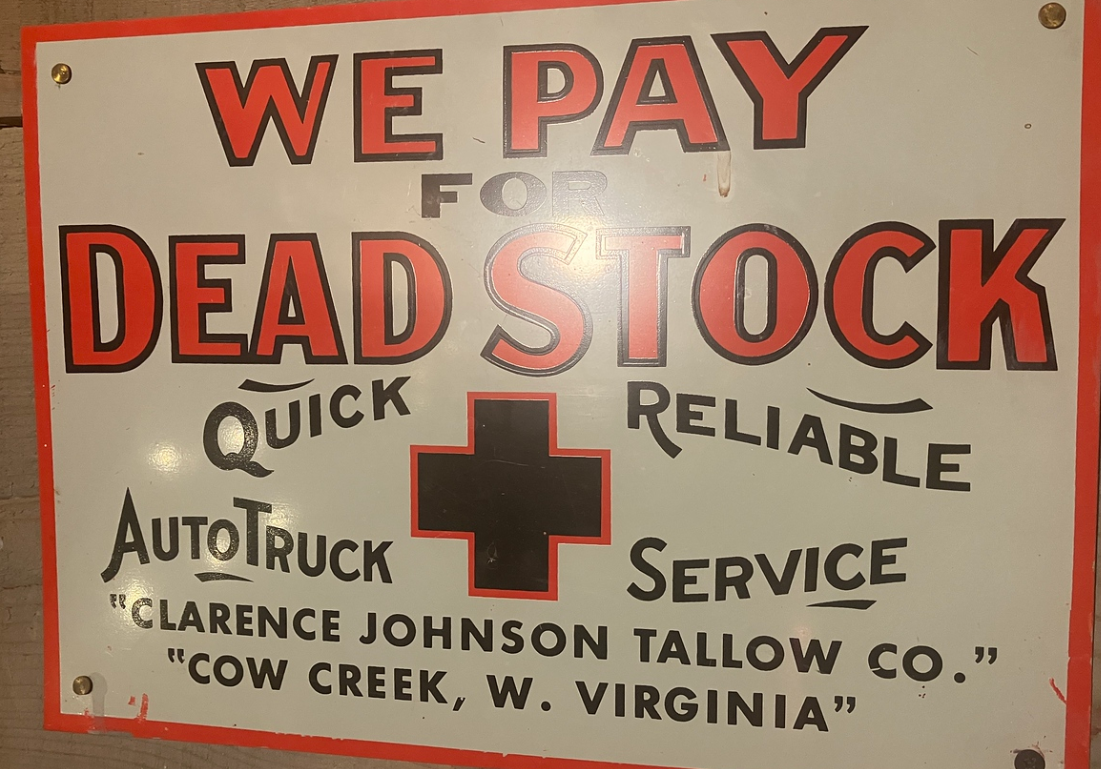 WE PAY
FOR
DEAD STOCK
QUICK RELIABLE
AUTOTRUCK SERVICE
"CLARENCE JOHNSON TALLOW CO."
"COW CREEK, W. VIRGINIA"